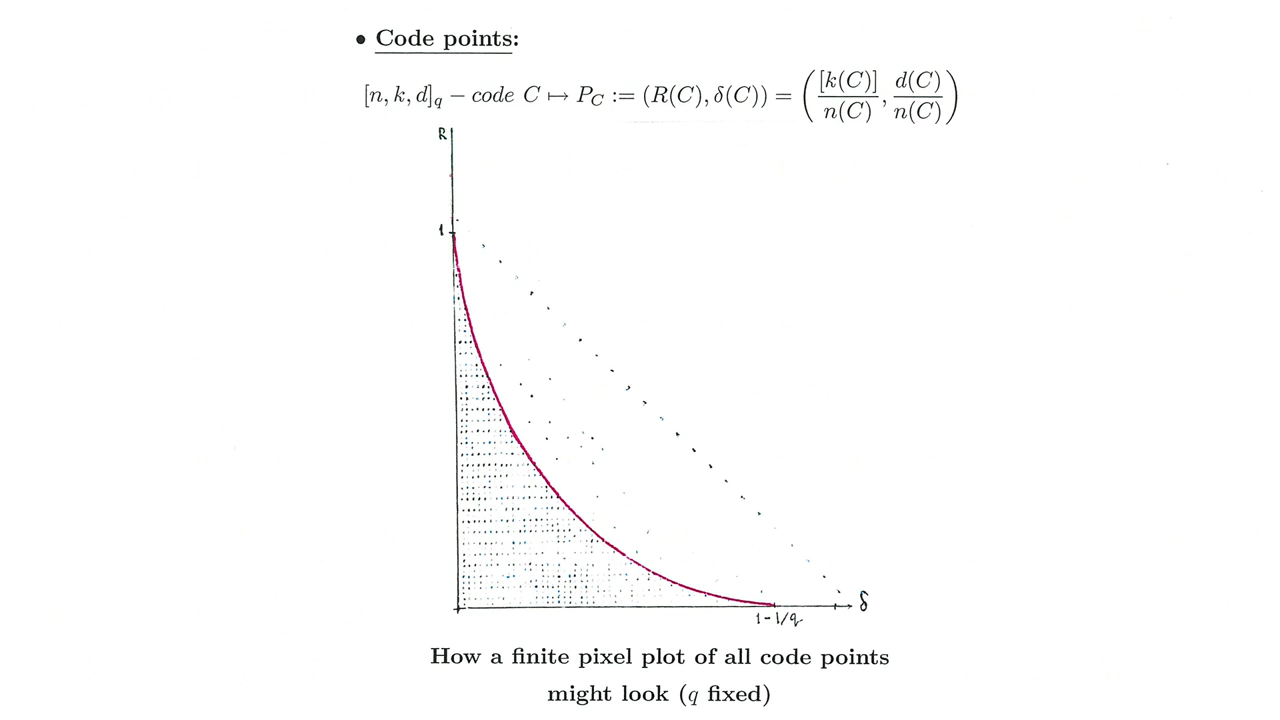 • Code points:
[n, k, d]_q − code C ↦ P_C := (R(C), δ(C)) = ([k(C)]/n(C), d(C)/n(C))
R
1
δ
1-1/q
How a finite pixel plot of all code points
might look (q fixed)